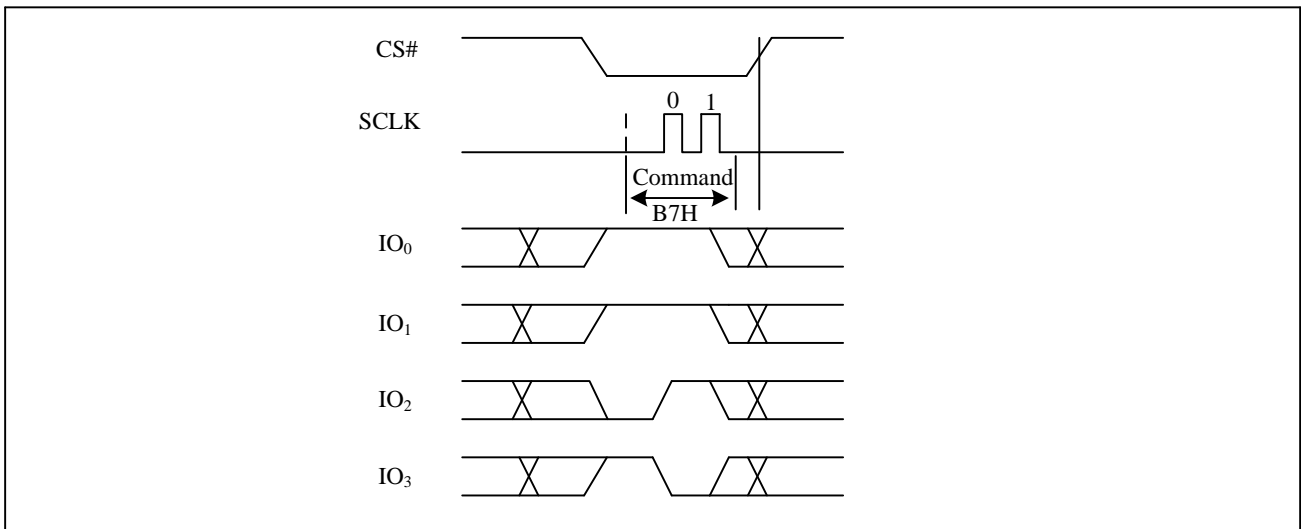 CS#
0 1
SCLK
Command
B7H
IO₀
IO₁
IO₂
IO₃